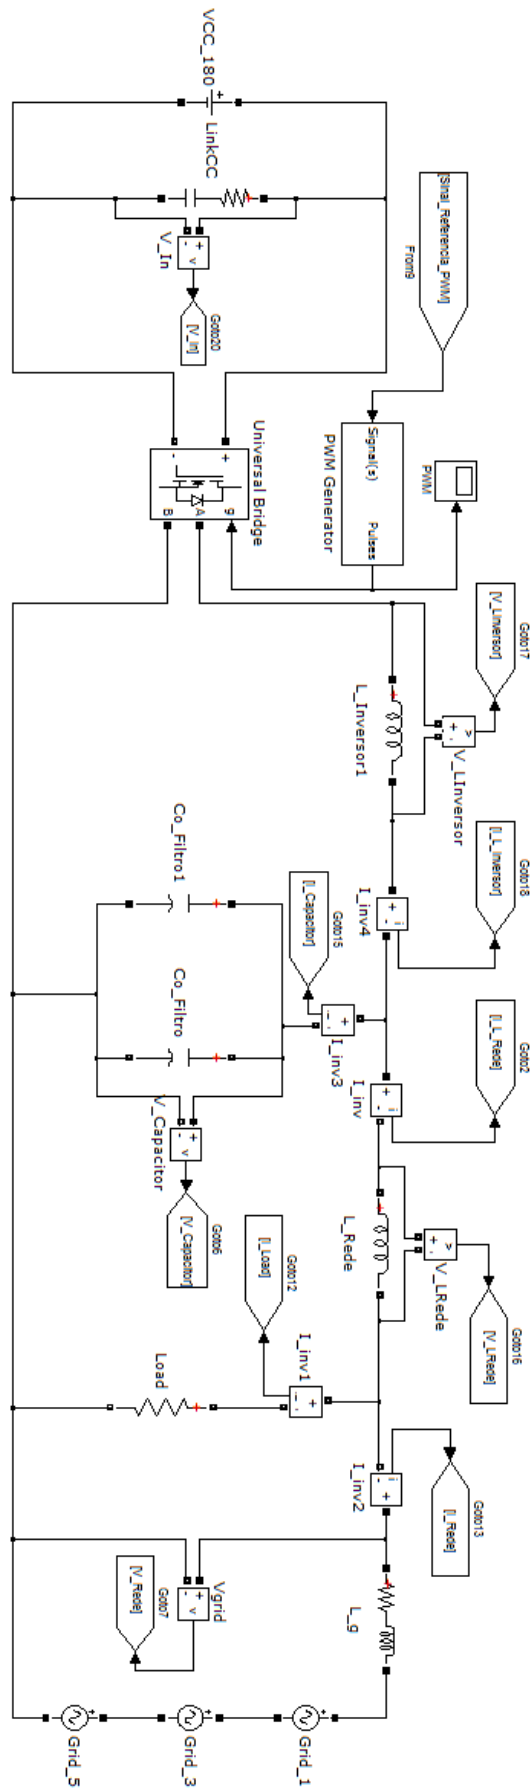 VCC_180
LinkCC
V_In
Goto20
[V_In]
[Sinal_Referencia_PWM]
From9
Universal Bridge
+
-
g
A
B
PWM Generator
Signal(s)
Pulses
PWM
Goto17
[V_LInversor]
V_LInversor
L_Inversor1
Goto18
[I_L_Inversor]
I_inv4
Goto15
[I_Capacitor]
I_inv3
Co_Filtro1
Co_Filtro
V_Capacitor
Goto6
[V_Capacitor]
Goto2
[I_L_Rede]
I_inv
L_Rede
V_LRede
Goto16
[V_LRede]
Goto12
[I_Load]
I_inv1
Load
I_inv2
Goto13
[I_Rede]
Vgrid
Goto7
[V_Rede]
L_g
Grid_1
Grid_3
Grid_5